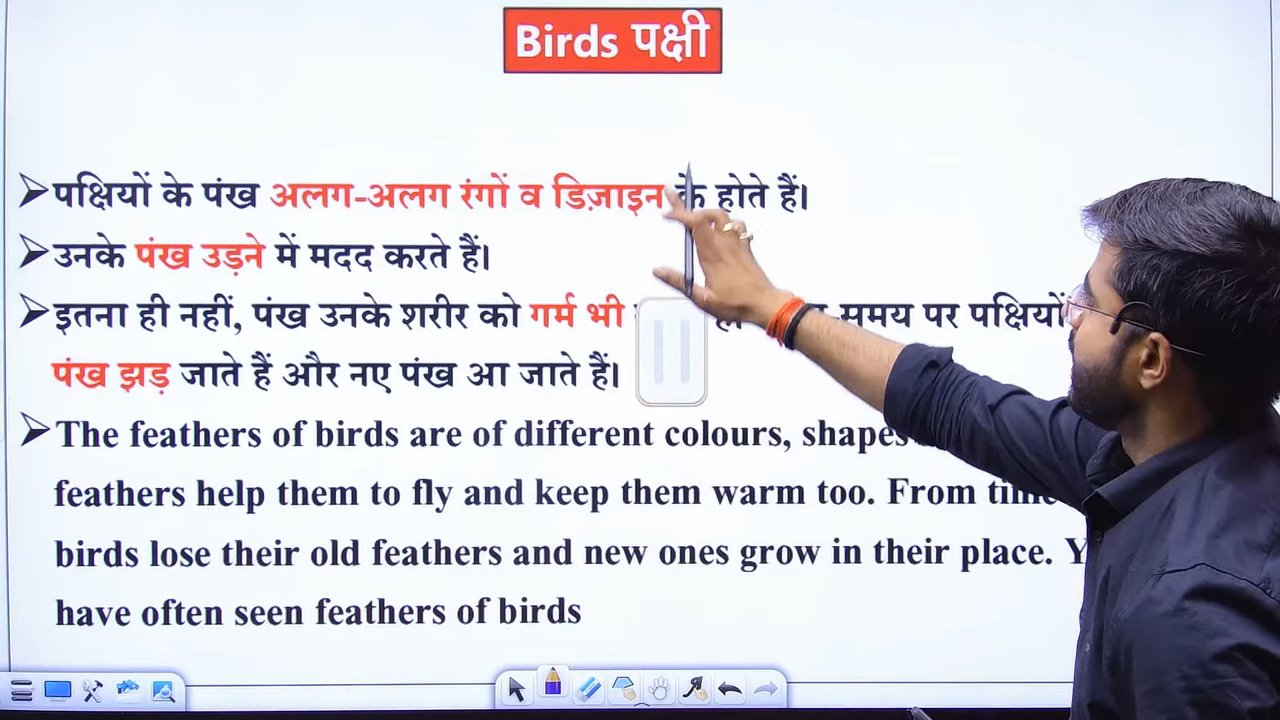 Birds पक्षी
पक्षियों के पंख अलग-अलग रंगों व डिज़ाइन के होते हैं।
उनके पंख उड़ने में मदद करते हैं।
इतना ही नहीं, पंख उनके शरीर को गर्म भी समय पर पक्षियों
पंख झड़ जाते हैं और नए पंख आ जाते हैं।
The feathers of birds are of different colours, shapes
feathers help them to fly and keep them warm too. From time
birds lose their old feathers and new ones grow in their place.
have often seen feathers of birds